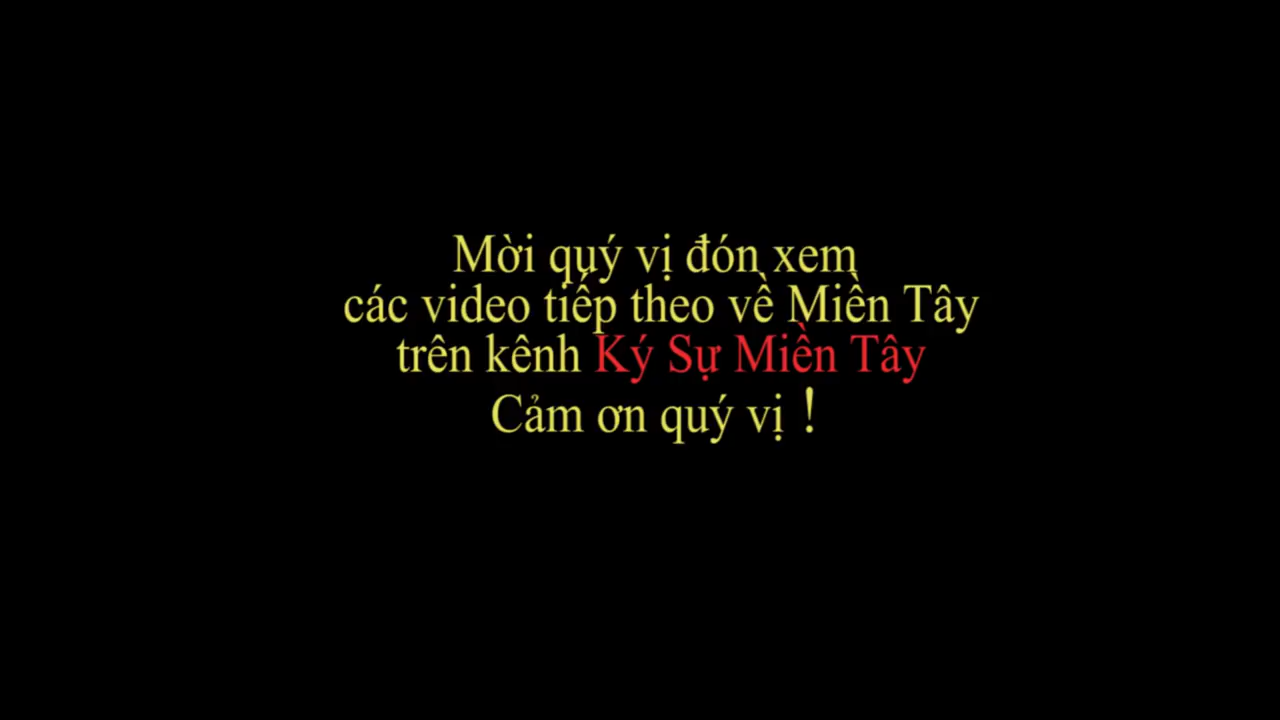 Mời quý vị đón xem
các video tiếp theo về Miền Tây
trên kênh Ký Sự Miền Tây
Cảm ơn quý vị !